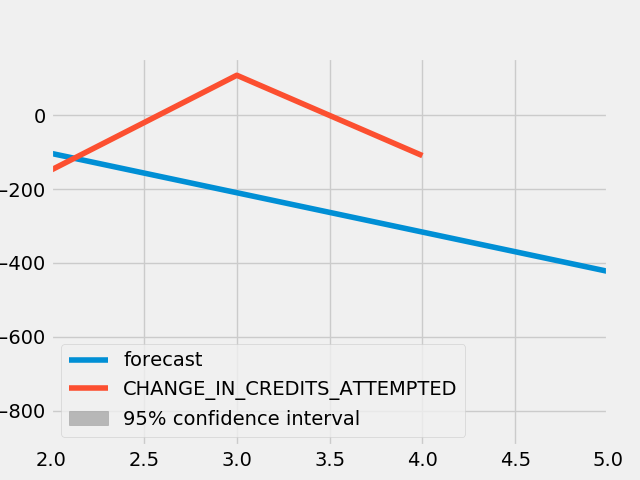 0
−200
−400
−600
−800
forecast
CHANGE_IN_CREDITS_ATTEMPTED
95% confidence interval
2.0 2.5 3.0 3.5 4.0 4.5 5.0